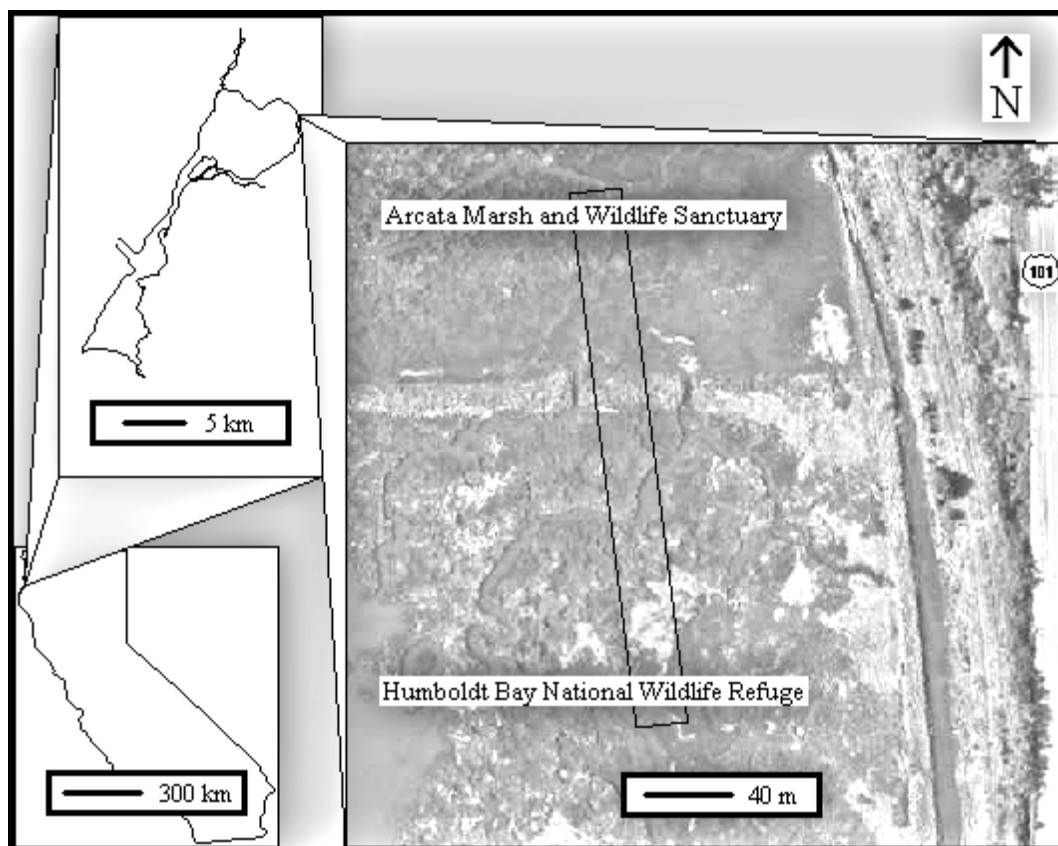 N
Arcata Marsh and Wildlife Sanctuary
101
5 km
Humboldt Bay National Wildlife Refuge
300 km
40 m